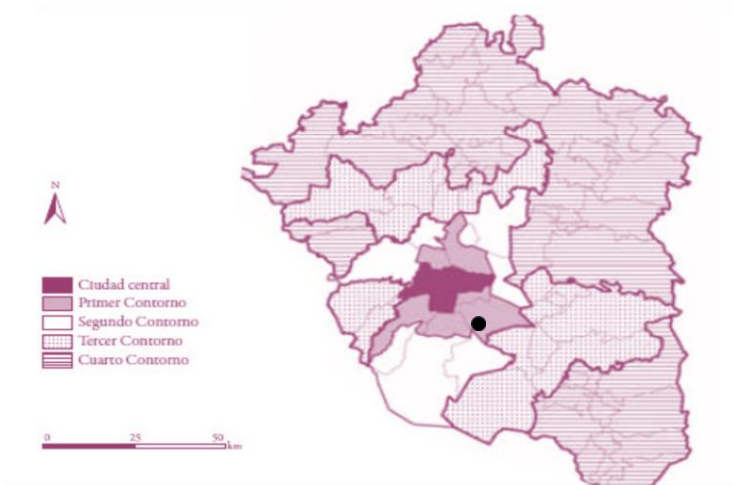 N
Ciudad central
Primer Contorno
Segundo Contorno
Tercer Contorno
Cuarto Contorno
0 25 50 km